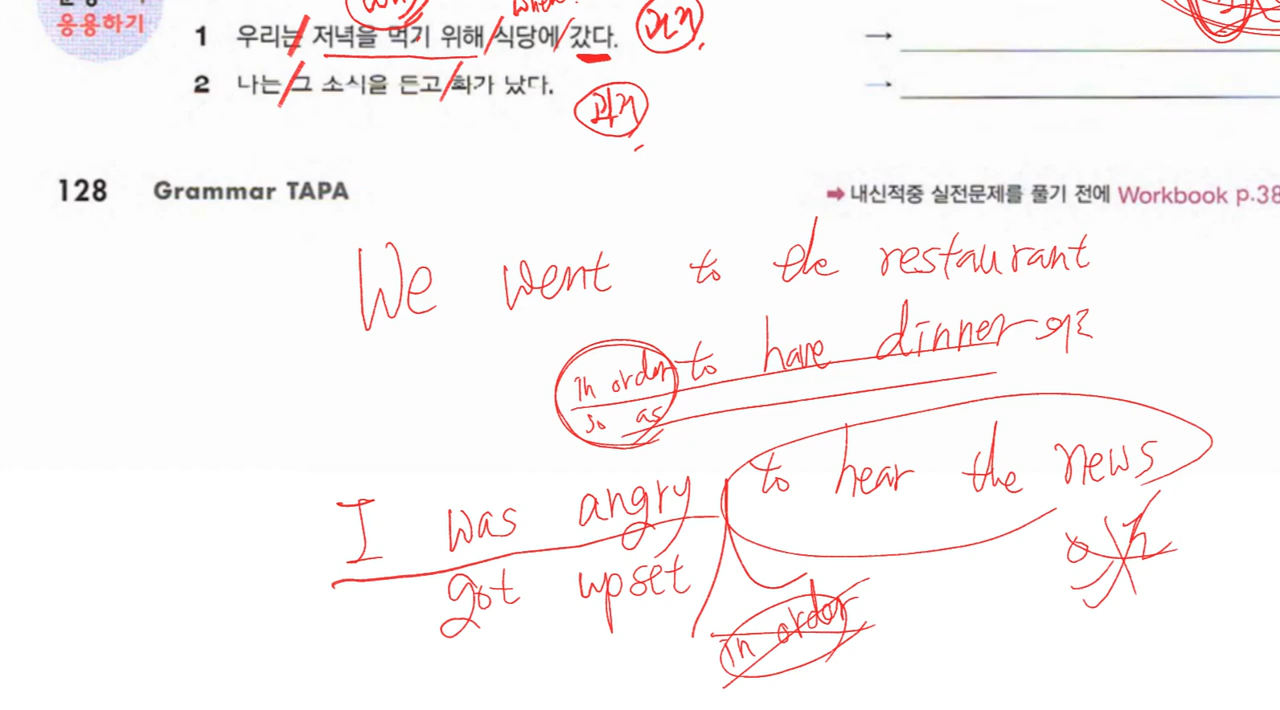 응용하기
when?
1 우리는 저녁을 먹기 위해 식당에 갔다. 과거
2 나는 그 소식을 듣고 화가 났다.
과거
128 Grammar TAPA
➡ 내신적중 실전문제를 풀기 전에 Workbook p.38
We went to the restaurant
to have dinner
in order
so as
to hear the news
I was angry
got upset
in order